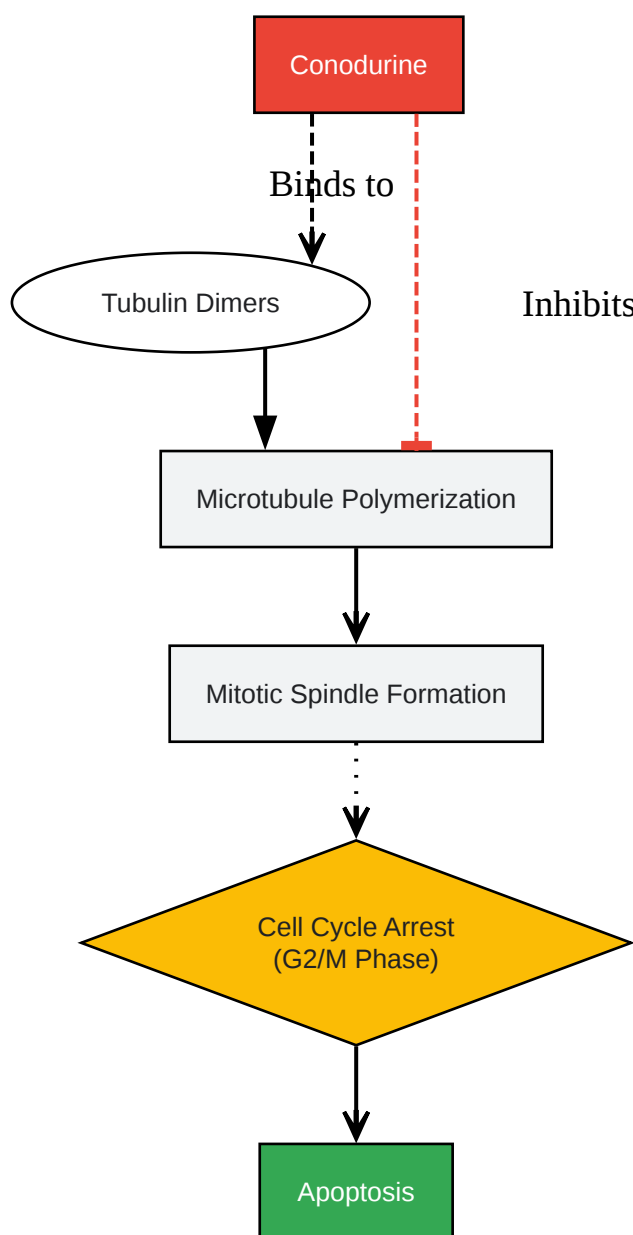 Conodurine
Binds to
Tubulin Dimers
Inhibits
Microtubule Polymerization
Mitotic Spindle Formation
Cell Cycle Arrest
(G2/M Phase)
Apoptosis